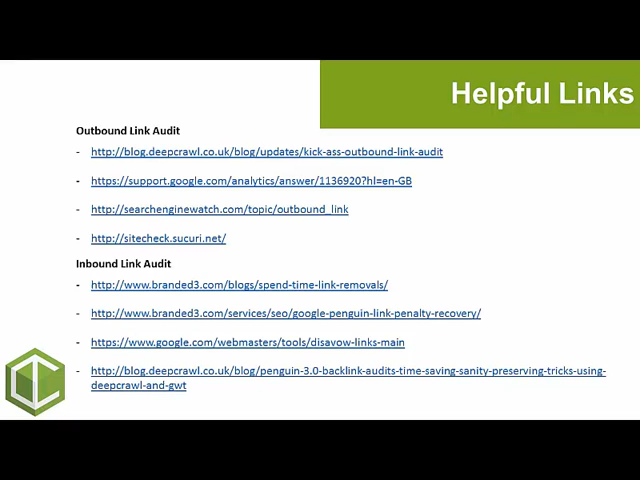 Helpful Links
Outbound Link Audit
- http://blog.deepcrawl.co.uk/blog/updates/kick-ass-outbound-link-audit
- https://support.google.com/analytics/answer/1136920?hl=en-GB
- http://searchenginewatch.com/topic/outbound_link
- http://sitecheck.sucuri.net/
Inbound Link Audit
- http://www.branded3.com/blogs/spend-time-link-removals/
- http://www.branded3.com/services/seo/google-penguin-link-penalty-recovery/
- https://www.google.com/webmasters/tools/disavow-links-main
- http://blog.deepcrawl.co.uk/blog/penguin-3.0-backlink-audits-time-saving-sanity-preserving-tricks-using-
deepcrawl-and-gwt